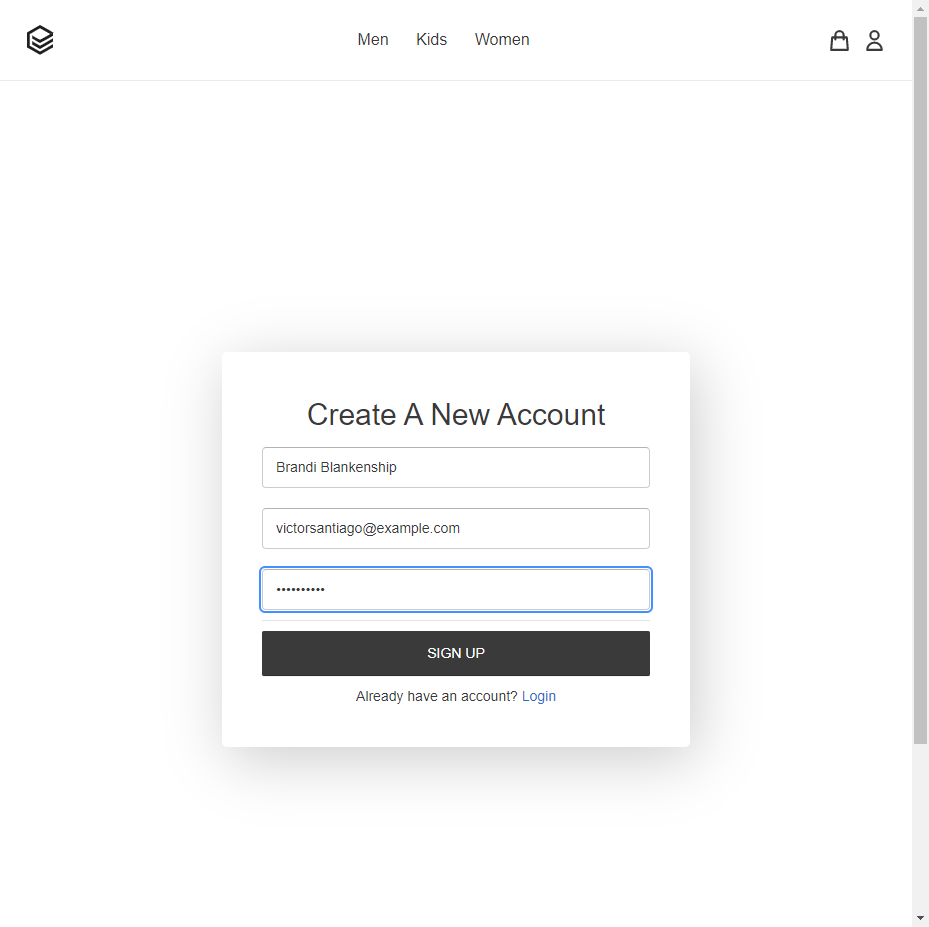 Men Kids Women
Create A New Account
Brandi Blankenship
victorsantiago@example.com
••••••••••
SIGN UP
Already have an account? Login